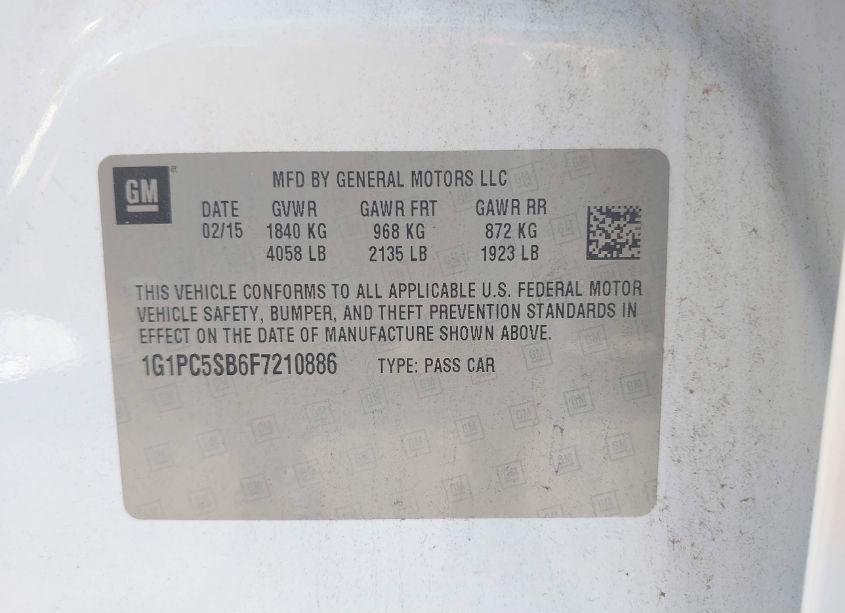 GM
MFD BY GENERAL MOTORS LLC
DATE GVWR GAWR FRT GAWR RR
02/15 1840 KG 968 KG 872 KG
4058 LB 2135 LB 1923 LB
THIS VEHICLE CONFORMS TO ALL APPLICABLE U.S. FEDERAL MOTOR
VEHICLE SAFETY, BUMPER, AND THEFT PREVENTION STANDARDS IN
EFFECT ON THE DATE OF MANUFACTURE SHOWN ABOVE.
1G1PC5SB6F7210886 TYPE: PASS CAR